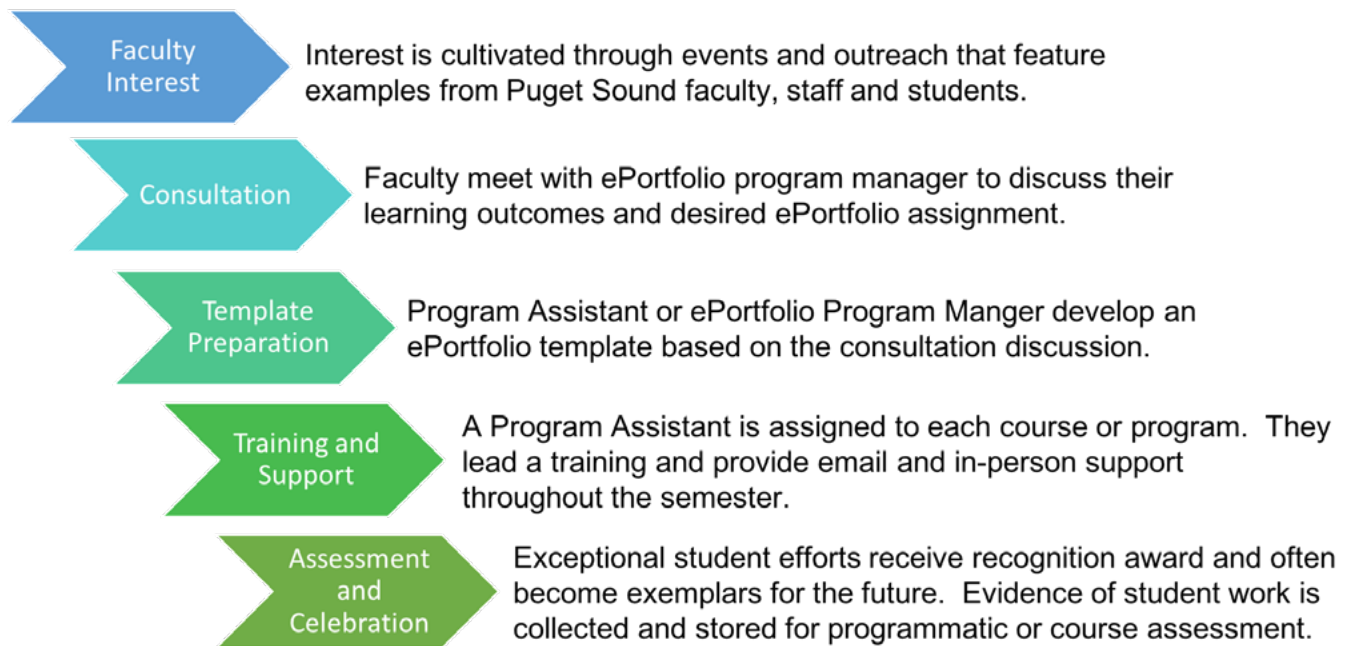 Faculty
Interest
Interest is cultivated through events and outreach that feature
examples from Puget Sound faculty, staff and students.
Consultation
Faculty meet with ePortfolio program manager to discuss their
learning outcomes and desired ePortfolio assignment.
Template
Preparation
Program Assistant or ePortfolio Program Manger develop an
ePortfolio template based on the consultation discussion.
Training and
Support
A Program Assistant is assigned to each course or program.  They
lead a training and provide email and in-person support
throughout the semester.
Assessment
and
Celebration
Exceptional student efforts receive recognition award and often
become exemplars for the future.  Evidence of student work is
collected and stored for programmatic or course assessment.